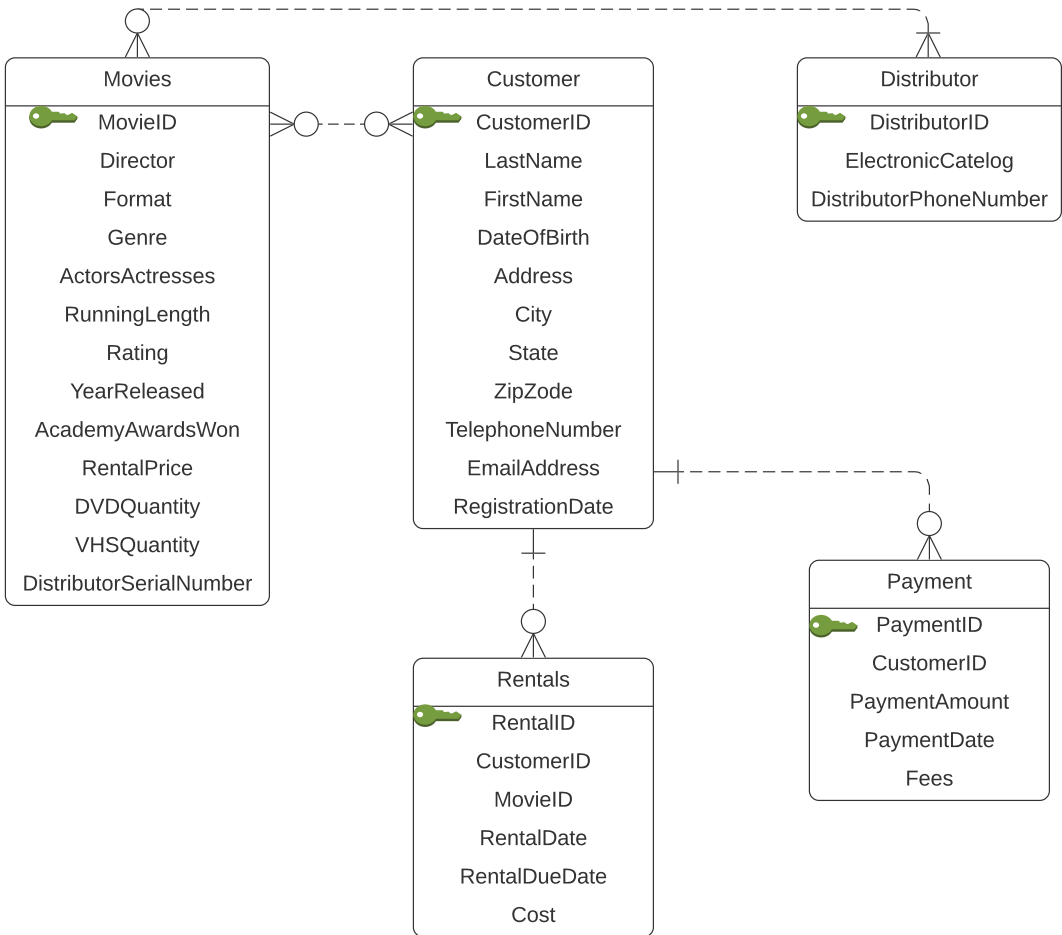 Movies
MovieID
Director
Format
Genre
ActorsActresses
RunningLength
Rating
YearReleased
AcademyAwardsWon
RentalPrice
DVDQuantity
VHSQuantity
DistributorSerialNumber
Customer
CustomerID
LastName
FirstName
DateOfBirth
Address
City
State
ZipZode
TelephoneNumber
EmailAddress
RegistrationDate
Distributor
DistributorID
ElectronicCatelog
DistributorPhoneNumber
Rentals
RentalID
CustomerID
MovieID
RentalDate
RentalDueDate
Cost
Payment
PaymentID
CustomerID
PaymentAmount
PaymentDate
Fees